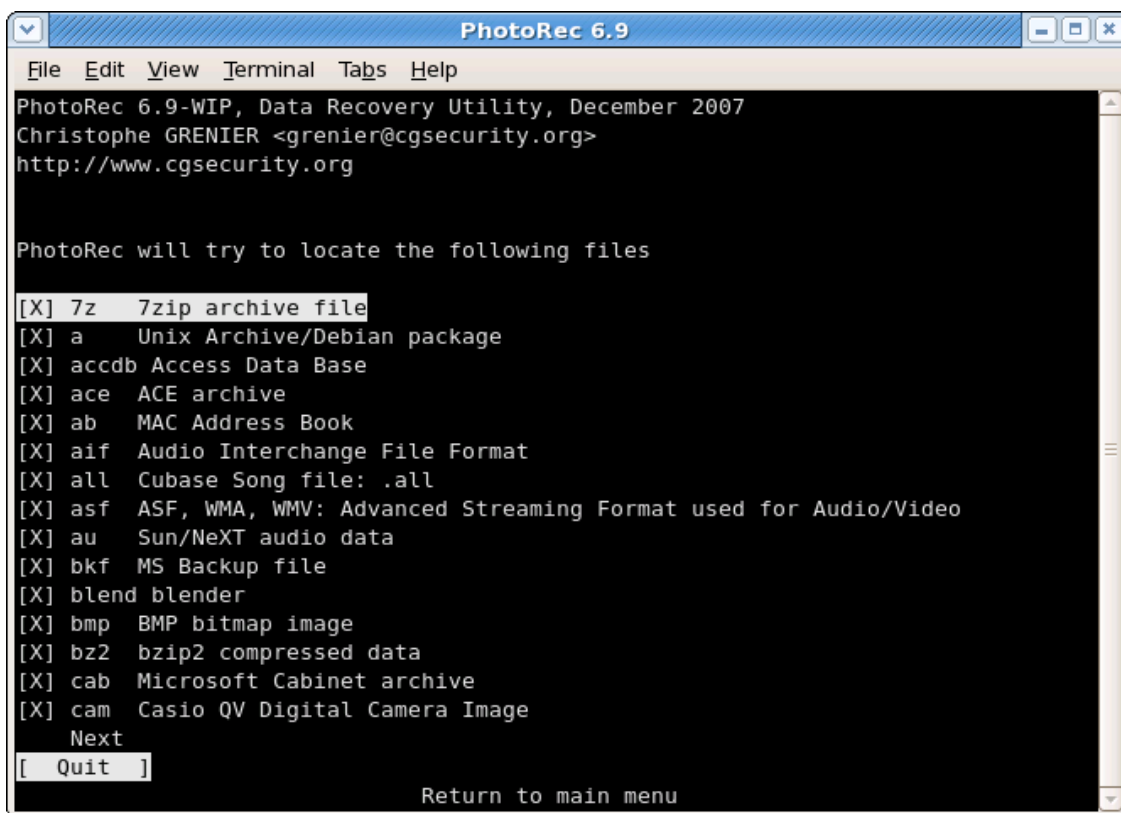 PhotoRec 6.9
File Edit View Terminal Tabs Help
PhotoRec 6.9-WIP, Data Recovery Utility, December 2007
Christophe GRENIER <grenier@cgsecurity.org>
http://www.cgsecurity.org
PhotoRec will try to locate the following files
[X] 7z   7zip archive file
[X] a    Unix Archive/Debian package
[X] accdb Access Data Base
[X] ace  ACE archive
[X] ab   MAC Address Book
[X] aif  Audio Interchange File Format
[X] all  Cubase Song file: .all
[X] asf  ASF, WMA, WMV: Advanced Streaming Format used for Audio/Video
[X] au   Sun/NeXT audio data
[X] bkf  MS Backup file
[X] blend blender
[X] bmp  BMP bitmap image
[X] bz2  bzip2 compressed data
[X] cab  Microsoft Cabinet archive
[X] cam  Casio QV Digital Camera Image
Next
[  Quit  ]
Return to main menu